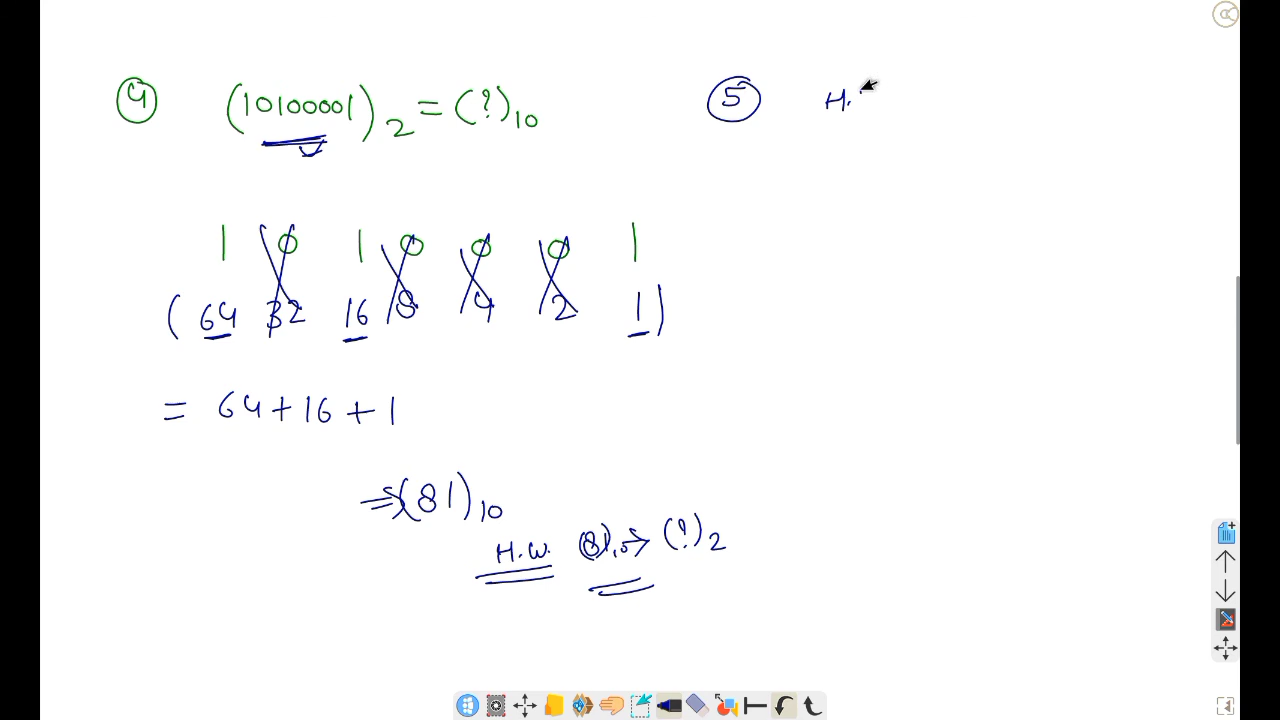 4 (10100001)2 = (?)10
5 H.
1 0 1 0 0 0 1
( 64 32 16 8 4 2 1 )
= 64 + 16 + 1
⇒ (81)10
H.W. (81)10 → (?)2